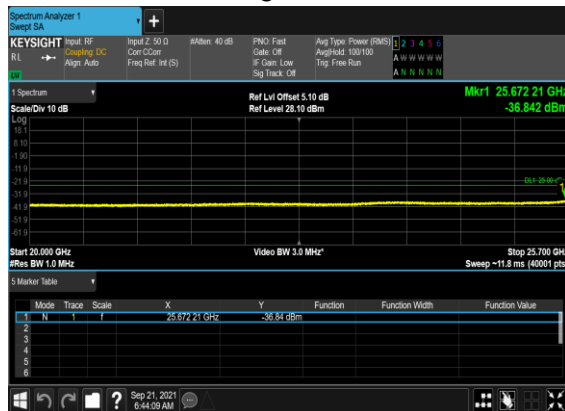 Spectrum Analyzer 1
Swept SA
+
KEYSIGHT Input: RF Input Z: 50 Ω #Atten: 40 dB PNO: Fast Avg Type: Power (RMS) 1 2 3 4 5 6
RL Coupling: DC Corr CCorr Gate: Off Avg|Hold: 100/100 A W W W W W
Align: Auto Freq Ref: Int (S) IF Gain: Low Trig: Free Run A N N N N N
Sig Track: Off
LW
1 Spectrum Ref Lvl Offset 5.10 dB Mkr1 25.672 21 GHz
Scale/Div 10 dB Ref Level 28.10 dBm -36.842 dBm
Log
18.1
8.10
-1.90
-11.9
-21.9 DL1 -25.00
-31.9 1
-41.9
-51.9
-61.9
Start 20.000 GHz Video BW 3.0 MHz* Stop 25.700 GHz
#Res BW 1.0 MHz Sweep ~11.8 ms (40001 pts)
5 Marker Table
Mode Trace Scale X Y Function Function Width Function Value
1 N 1 f 25.672 21 GHz -36.84 dBm
2
3
4
5
6
? Sep 21, 2021
6:44:09 AM